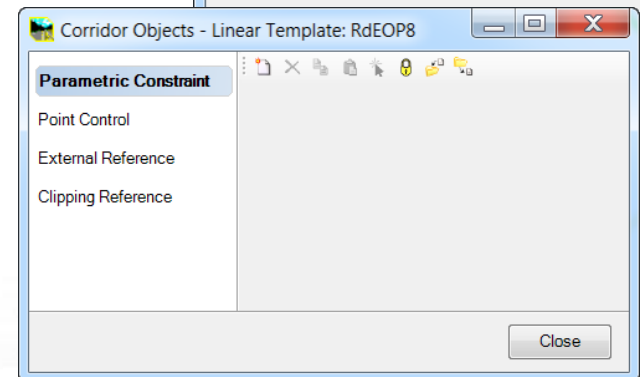 Corridor Objects - Linear Template: RdEOP8
Parametric Constraint
Point Control
External Reference
Clipping Reference
Close